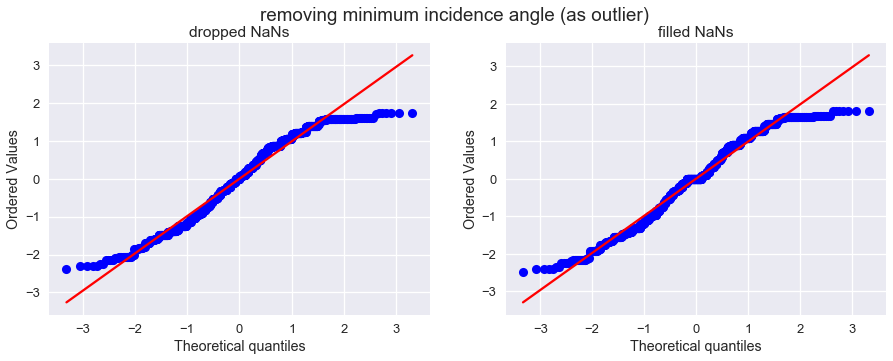 removing minimum incidence angle (as outlier)
dropped NaNs
3
2
1
0
−1
−2
−3
Ordered Values
−3 −2 −1 0 1 2 3
Theoretical quantiles
filled NaNs
3
2
1
0
−1
−2
−3
Ordered Values
−3 −2 −1 0 1 2 3
Theoretical quantiles